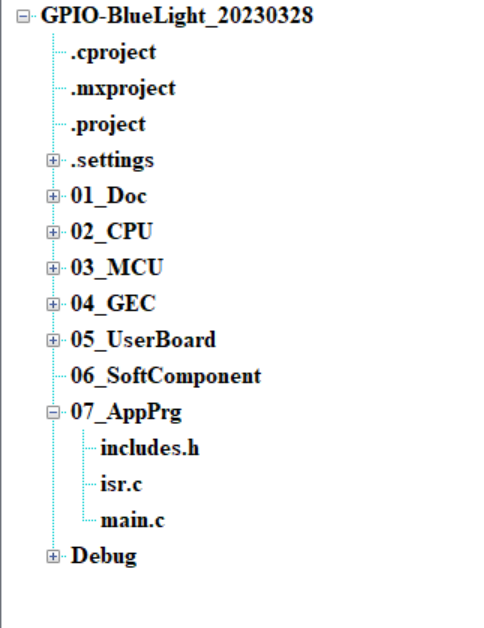 GPIO-BlueLight_20230328
.cproject
.mxproject
.project
.settings
01_Doc
02_CPU
03_MCU
04_GEC
05_UserBoard
06_SoftComponent
07_AppPrg
includes.h
isr.c
main.c
Debug